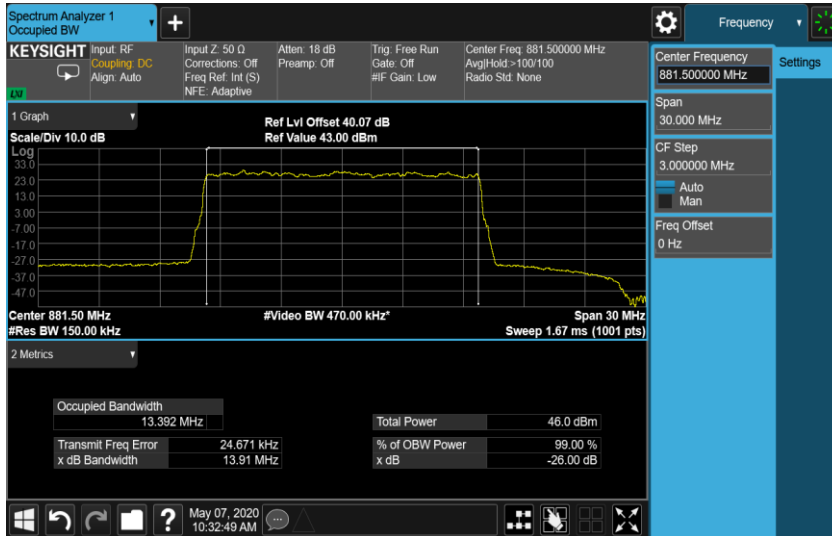 Spectrum Analyzer 1
Occupied BW
Frequency
KEYSIGHT
LXI
Input: RF
Coupling: DC
Align: Auto
Input Z: 50 Ω
Corrections: Off
Freq Ref: Int (S)
NFE: Adaptive
Atten: 18 dB
Preamp: Off
Trig: Free Run
Gate: Off
#IF Gain: Low
Center Freq: 881.500000 MHz
Avg|Hold:>100/100
Radio Std: None
1 Graph
Scale/Div 10.0 dB
Ref Lvl Offset 40.07 dB
Ref Value 43.00 dBm
Log
33.0
23.0
13.0
3.00
-7.00
-17.0
-27.0
-37.0
-47.0
Center 881.50 MHz
#Video BW 470.00 kHz*
Span 30 MHz
#Res BW 150.00 kHz
Sweep 1.67 ms (1001 pts)
2 Metrics
Occupied Bandwidth
13.392 MHz
Total Power 46.0 dBm
Transmit Freq Error 24.671 kHz
% of OBW Power 99.00 %
x dB Bandwidth 13.91 MHz
x dB -26.00 dB
May 07, 2020
10:32:49 AM
Center Frequency
881.500000 MHz
Settings
Span
30.000 MHz
CF Step
3.000000 MHz
Auto
Man
Freq Offset
0 Hz